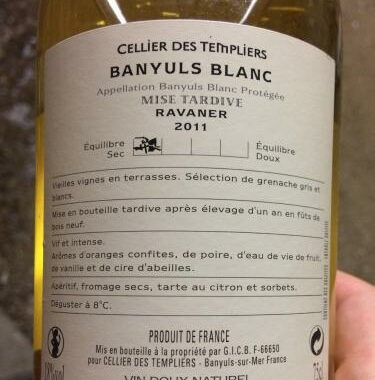 CELLIER DES TEMPLIERS
BANYULS BLANC
Appellation Banyuls Blanc Protégée
MISE TARDIVE
RAVANER
2011
Équilibre Sec
Équilibre Doux
Vieilles vignes en terrasses. Sélection de grenache gris et
blancs.
Mise en bouteille tardive après élevage d'un an en fûts de
bois neuf.
Vif et intense.
Arômes d'oranges confites, de poire, d'eau de vie de fruit,
de vanille et de cire d'abeilles.
Apéritif, fromage secs, tarte au citron et sorbets.
Déguster à 8°C.
PRODUIT DE FRANCE
Mis en bouteille à la propriété par G.I.C.B. F-66650
pour CELLIER DES TEMPLIERS - Banyuls-sur-Mer France
VIN DOUX NATUREL
75cl